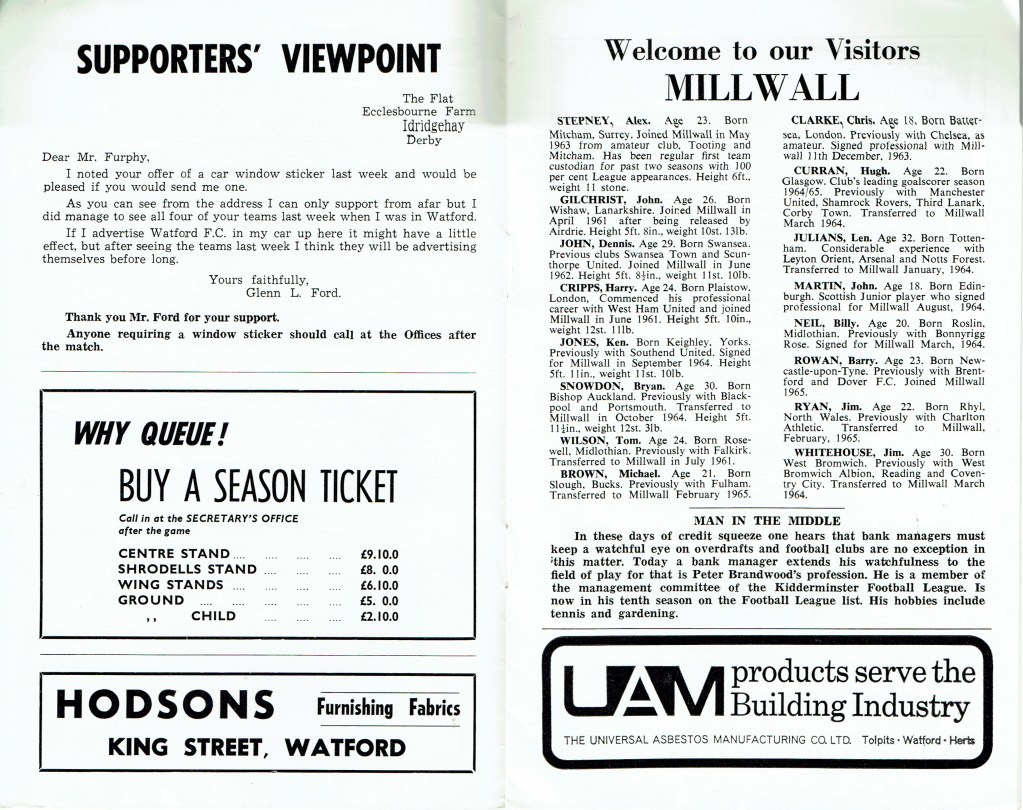 SUPPORTERS' VIEWPOINT
The Flat
Ecclesbourne Farm
Idridgehay
Derby
Dear Mr. Furphy,
I noted your offer of a car window sticker last week and would be
pleased if you would send me one.
As you can see from the address I can only support from afar but I
did manage to see all four of your teams last week when I was in Watford.
If I advertise Watford F.C. in my car up here it might have a little
effect, but after seeing the teams last week I think they will be advertising
themselves before long.
Yours faithfully,
Glenn L. Ford.
Thank you Mr. Ford for your support.
Anyone requiring a window sticker should call at the Offices after
the match.
WHY QUEUE!
BUY A SEASON TICKET
Call in at the SECRETARY'S OFFICE
after the game
CENTRE STAND .... .... .... .... £9.10.0
SHRODELLS STAND .... .... .... £8. 0.0
WING STANDS .... .... .... .... £6.10.0
GROUND .... .... .... .... .... £5. 0.0
,, CHILD .... .... .... £2.10.0
HODSONS Furnishing Fabrics
KING STREET, WATFORD
Welcome to our Visitors
MILLWALL
STEPNEY, Alex. Age 23. Born
Mitcham, Surrey. Joined Millwall in May
1963 from amateur club, Tooting and
Mitcham. Has been regular first team
custodian for past two seasons with 100
per cent League appearances. Height 6ft.,
weight 11 stone.
GILCHRIST, John. Age 26. Born
Wishaw, Lanarkshire. Joined Millwall in
April 1961 after being released by
Airdrie. Height 5ft. 8in., weight 10st. 13lb.
JOHN, Dennis. Age 29. Born Swansea.
Previous clubs Swansea Town and Scun-
thorpe United. Joined Millwall in June
1962. Height 5ft. 8½in., weight 11st. 10lb.
CRIPPS, Harry. Age 24. Born Plaistow,
London, Commenced his professional
career with West Ham United and joined
Millwall in June 1961. Height 5ft. 10in.,
weight 12st. 11lb.
JONES, Ken. Born Keighley, Yorks.
Previously with Southend United. Signed
for Millwall in September 1964. Height
5ft. 11in., weight 11st. 10lb.
SNOWDON, Bryan. Age 30. Born
Bishop Auckland. Previously with Black-
pool and Portsmouth. Transferred to
Millwall in October 1964. Height 5ft.
11½in., weight 12st. 3lb.
WILSON, Tom. Age 24. Born Rose-
well, Midlothian. Previously with Falkirk.
Transferred to Millwall in July 1961.
BROWN, Michael. Age 21. Born
Slough, Bucks. Previously with Fulham.
Transferred to Millwall February 1965.
CLARKE, Chris. Age 18. Born Batter-
sea, London. Previously with Chelsea, as
amateur. Signed professional with Mill-
wall 11th December, 1963.
CURRAN, Hugh. Age 22. Born
Glasgow. Club's leading goalscorer season
1964/65. Previously with Manchester
United, Shamrock Rovers, Third Lanark,
Corby Town. Transferred to Millwall
March 1964.
JULIANS, Len. Age 32. Born Totten-
ham. Considerable experience with
Leyton Orient, Arsenal and Notts Forest.
Transferred to Millwall January, 1964.
MARTIN, John. Age 18. Born Edin-
burgh. Scottish Junior player who signed
professional for Millwall August, 1964.
NEIL, Billy. Age 20. Born Roslin,
Midlothian. Previously with Bonnyrigg
Rose. Signed for Millwall March, 1964.
ROWAN, Barry. Age 23. Born New-
castle-upon-Tyne. Previously with Brent-
ford and Dover F.C. Joined Millwall
1965.
RYAN, Jim. Age 22. Born Rhyl,
North Wales. Previously with Charlton
Athletic. Transferred to Millwall,
February, 1965.
WHITEHOUSE, Jim. Age 30. Born
West Bromwich. Previously with West
Bromwich Albion, Reading and Coven-
try City. Transferred to Millwall March
1964.
MAN IN THE MIDDLE
In these days of credit squeeze one hears that bank managers must
keep a watchful eye on overdrafts and football clubs are no exception in
this matter. Today a bank manager extends his watchfulness to the
field of play for that is Peter Brandwood's profession. He is a member of
the management committee of the Kidderminster Football League. Is
now in his tenth season on the Football League list. His hobbies include
tennis and gardening.
UAM products serve the
Building Industry
THE UNIVERSAL ASBESTOS MANUFACTURING CO. LTD. Tolpits · Watford · Herts